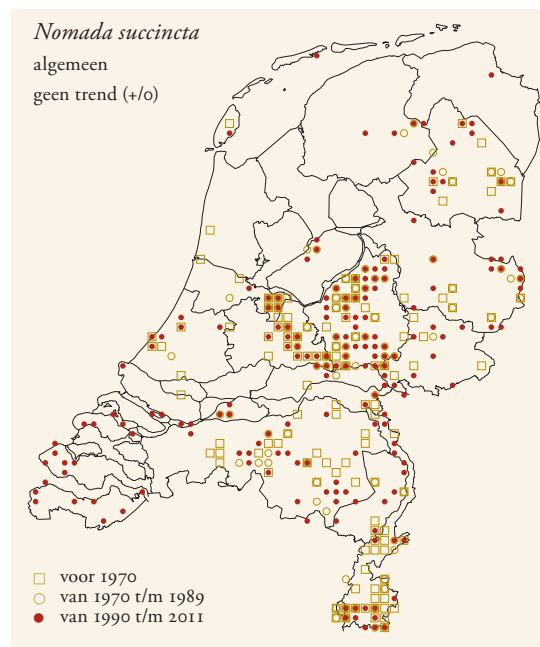 Nomada succincta
algemeen
geen trend (+/0)
voor 1970
van 1970 t/m 1989
van 1990 t/m 2011